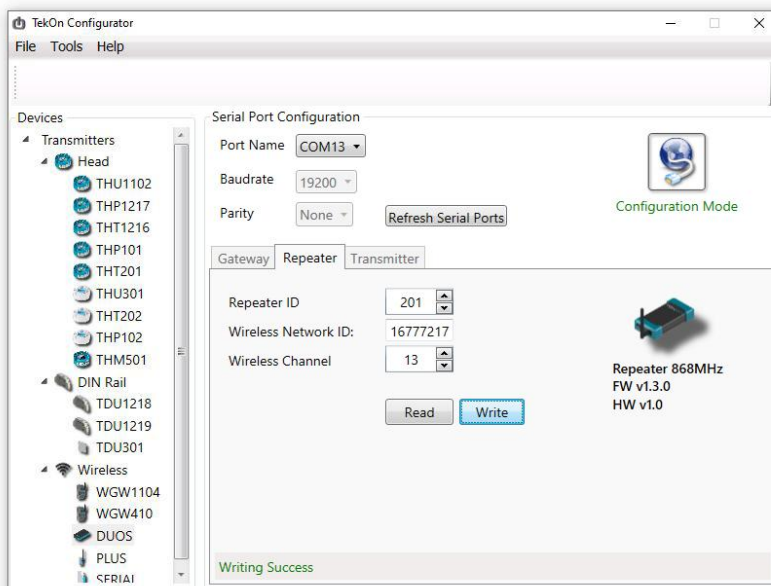 TekOn Configurator
File Tools Help
Devices
Transmitters
Head
THU1102
THP1217
THT1216
THP101
THT201
THU301
THT202
THP102
THM501
DIN Rail
TDU1218
TDU1219
TDU301
Wireless
WGW1104
WGW410
DUOS
PLUS
SERIAL
Serial Port Configuration
Port Name COM13
Baudrate 19200
Parity None Refresh Serial Ports
Configuration Mode
Gateway Repeater Transmitter
Repeater ID 201
Wireless Network ID: 16777217
Wireless Channel 13
Read Write
Repeater 868MHz
FW v1.3.0
HW v1.0
Writing Success